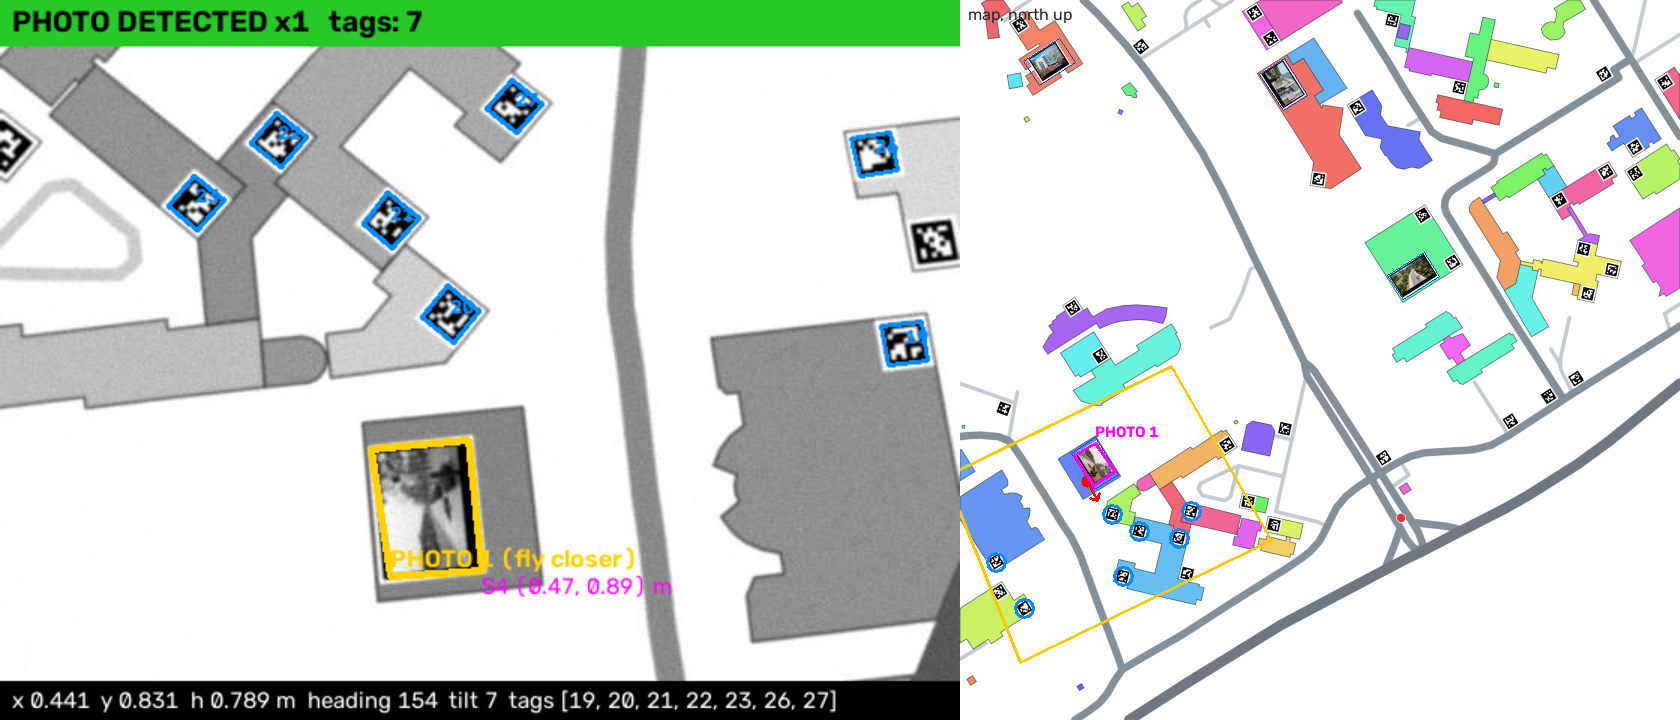 PHOTO DETECTED x1 tags: 7
map, north up
PHOTO 1
PHOTO 1 (fly closer)
S4 (0.47, 0.89) m
x 0.441 y 0.831 h 0.789 m heading 154 tilt 7 tags [19, 20, 21, 22, 23, 26, 27]